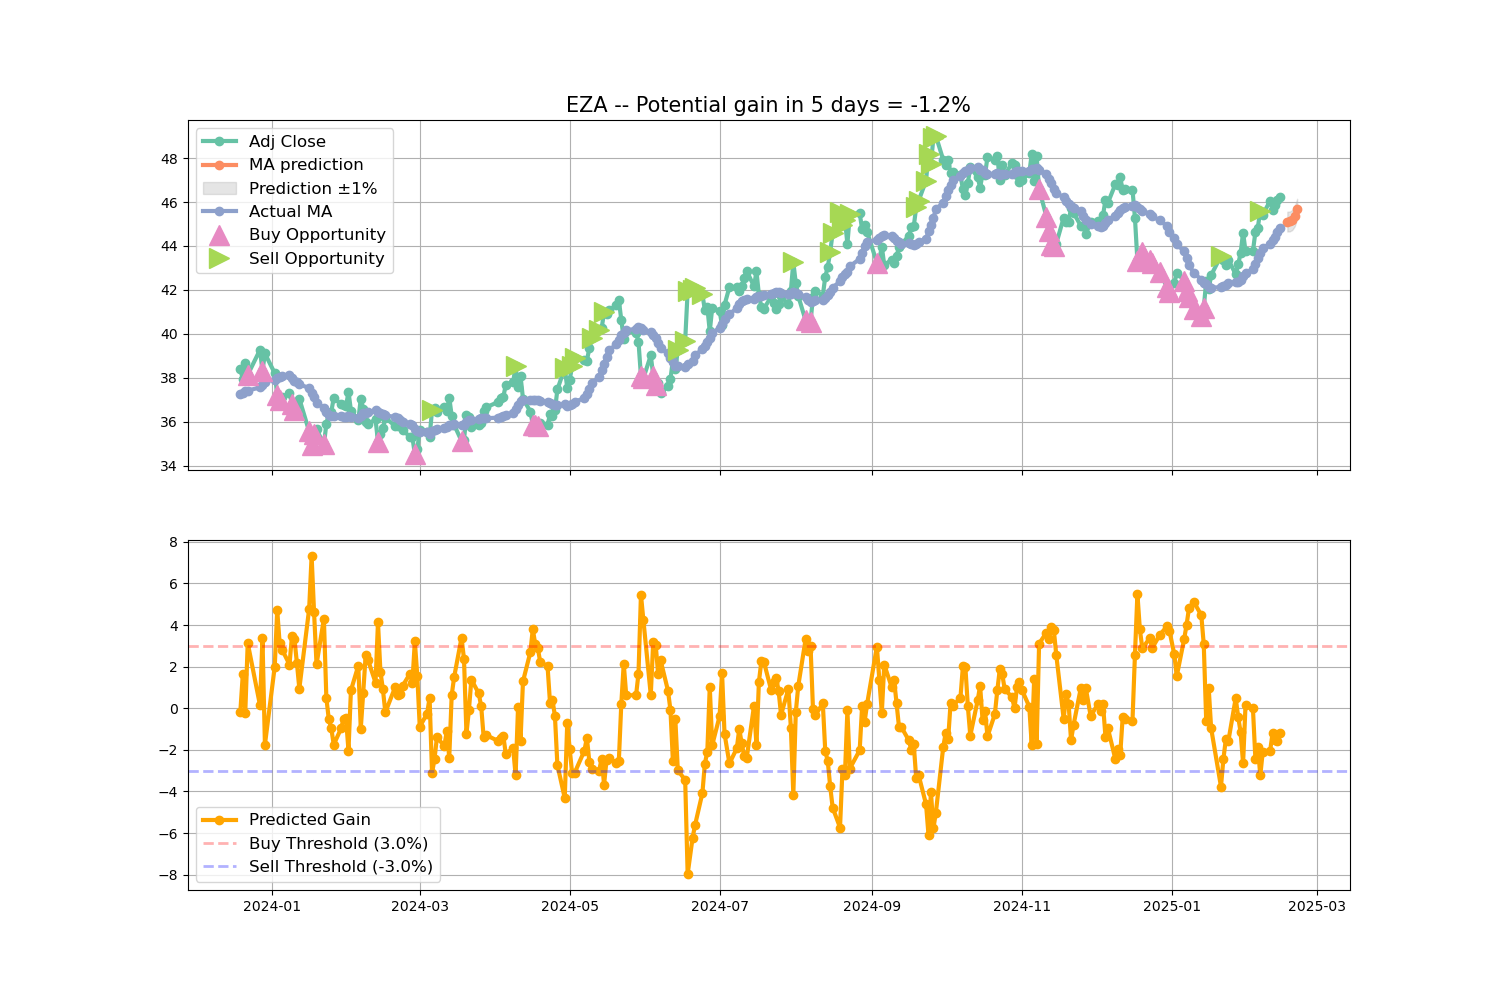 EZA -- Potential gain in 5 days = -1.2%
Adj Close
MA prediction
Prediction ±1%
Actual MA
Buy Opportunity
Sell Opportunity
48
46
44
42
40
38
36
34
8
6
4
2
0
−2
−4
−6
−8
Predicted Gain
Buy Threshold (3.0%)
Sell Threshold (-3.0%)
2024-01 2024-03 2024-05 2024-07 2024-09 2024-11 2025-01 2025-03